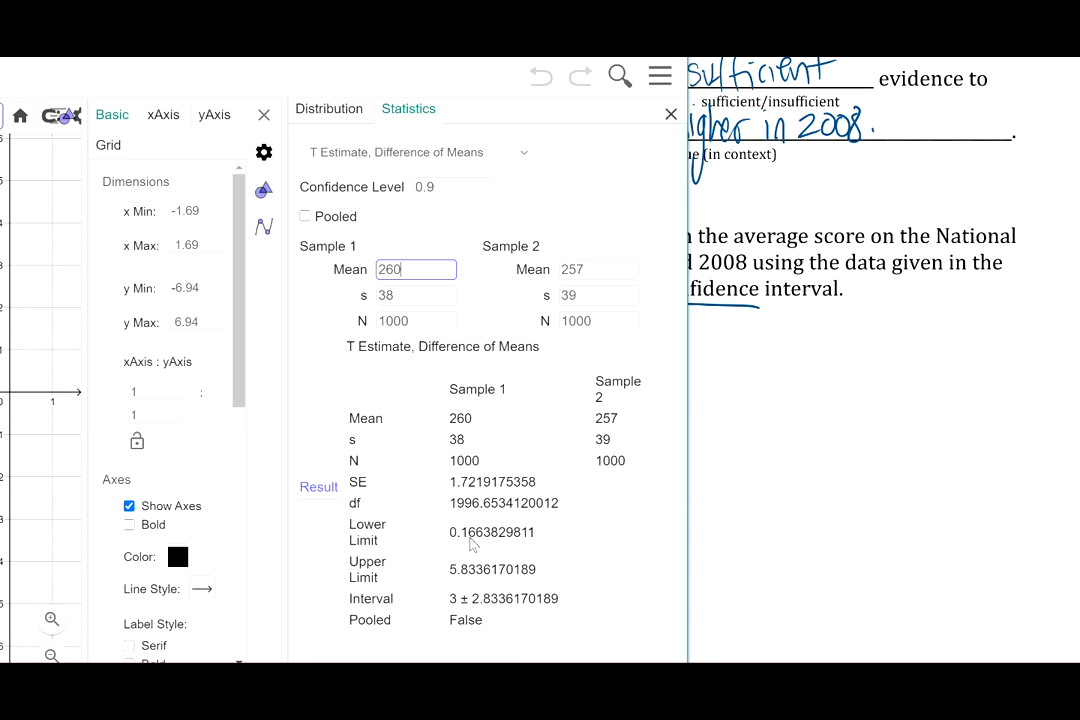 sufficient evidence to
sufficient/insufficient
igher in 2008.
.
ue (in context)
n the average score on the National
d 2008 using the data given in the
fidence interval.
Basic xAxis yAxis
Grid
Dimensions
x Min: -1.69
x Max: 1.69
y Min: -6.94
y Max: 6.94
xAxis : yAxis
1 :
1
Axes
Show Axes
Bold
Color:
Line Style:
Label Style:
Serif
1
Distribution Statistics
T Estimate, Difference of Means
Confidence Level 0.9
Pooled
Sample 1 Sample 2
Mean 260 Mean 257
s 38 s 39
N 1000 N 1000
T Estimate, Difference of Means
Sample 1 Sample
2
Mean 260 257
s 38 39
N 1000 1000
Result
SE 1.7219175358
df 1996.6534120012
Lower
Limit 0.1663829811
Upper
Limit 5.8336170189
Interval 3 ± 2.8336170189
Pooled False